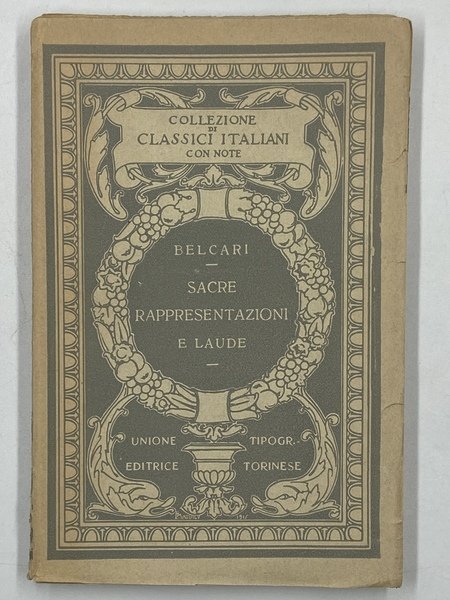 COLLEZIONE
DI
CLASSICI ITALIANI
CON NOTE
BELCARI
SACRE
RAPPRESENTAZIONI
E LAUDE
UNIONE TIPOGR.
EDITRICE TORINESE